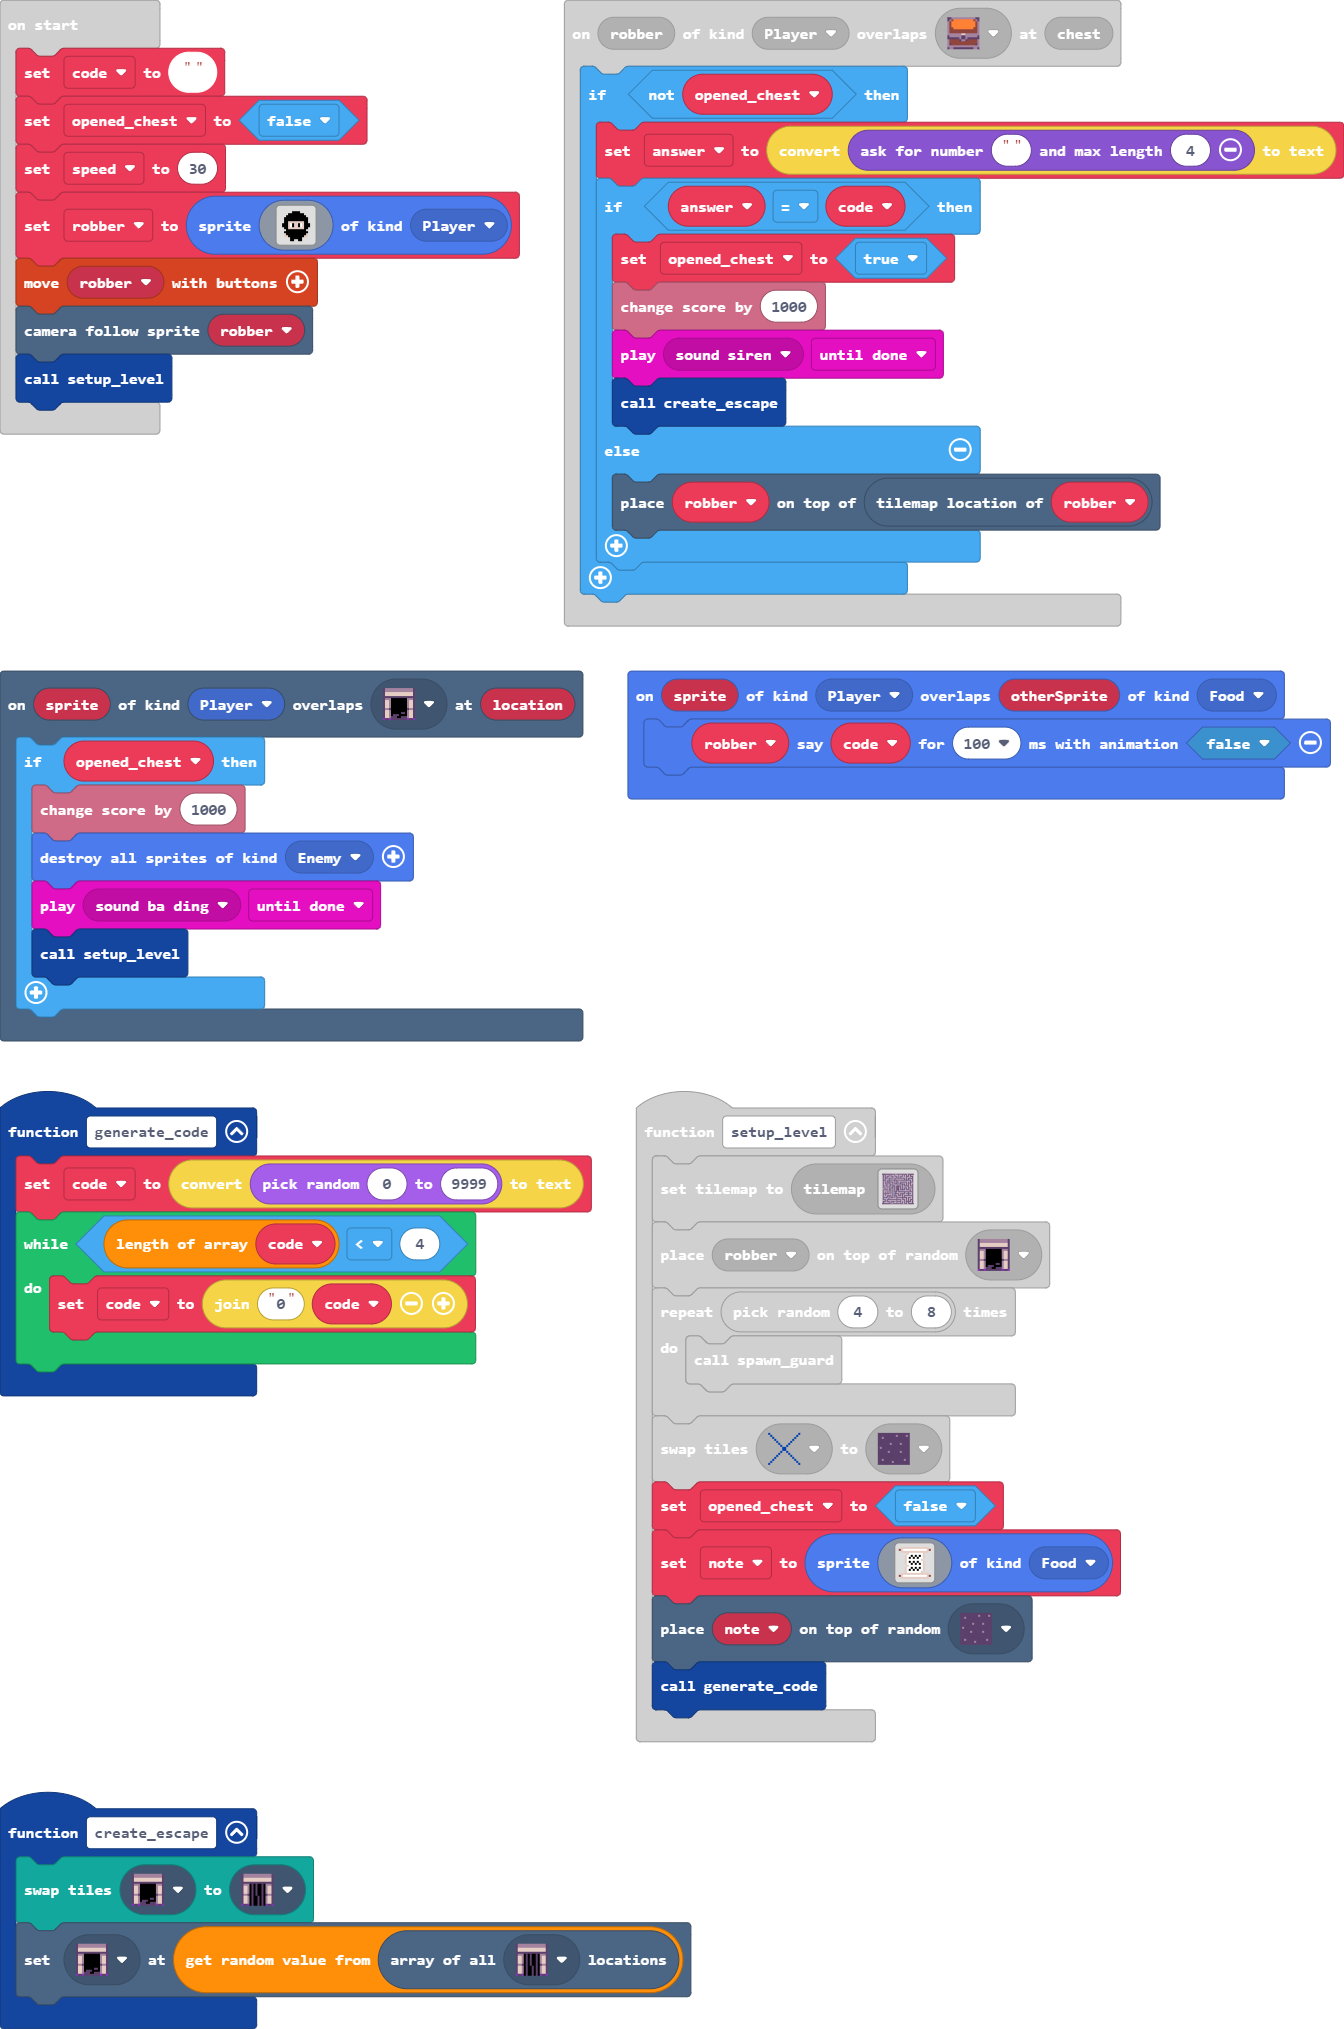 on start
set code to " "
set opened_chest to false
set speed to 30
set robber to sprite of kind Player
move robber with buttons
camera follow sprite robber
call setup_level
on robber of kind Player overlaps at chest
if not opened_chest then
set answer to convert ask for number " " and max length 4 to text
if answer = code then
set opened_chest to true
change score by 1000
play sound siren until done
call create_escape
else
place robber on top of tilemap location of robber
on sprite of kind Player overlaps at location
if opened_chest then
change score by 1000
destroy all sprites of kind Enemy
play sound ba ding until done
call setup_level
on sprite of kind Player overlaps otherSprite of kind Food
robber say code for 100 ms with animation false
function generate_code
set code to convert pick random 0 to 9999 to text
while length of array code < 4
do
set code to join "0" code
function setup_level
set tilemap to tilemap
place robber on top of random
repeat pick random 4 to 8 times
do
call spawn_guard
swap tiles to
set opened_chest to false
set note to sprite of kind Food
place note on top of random
call generate_code
function create_escape
swap tiles to
set at get random value from array of all locations